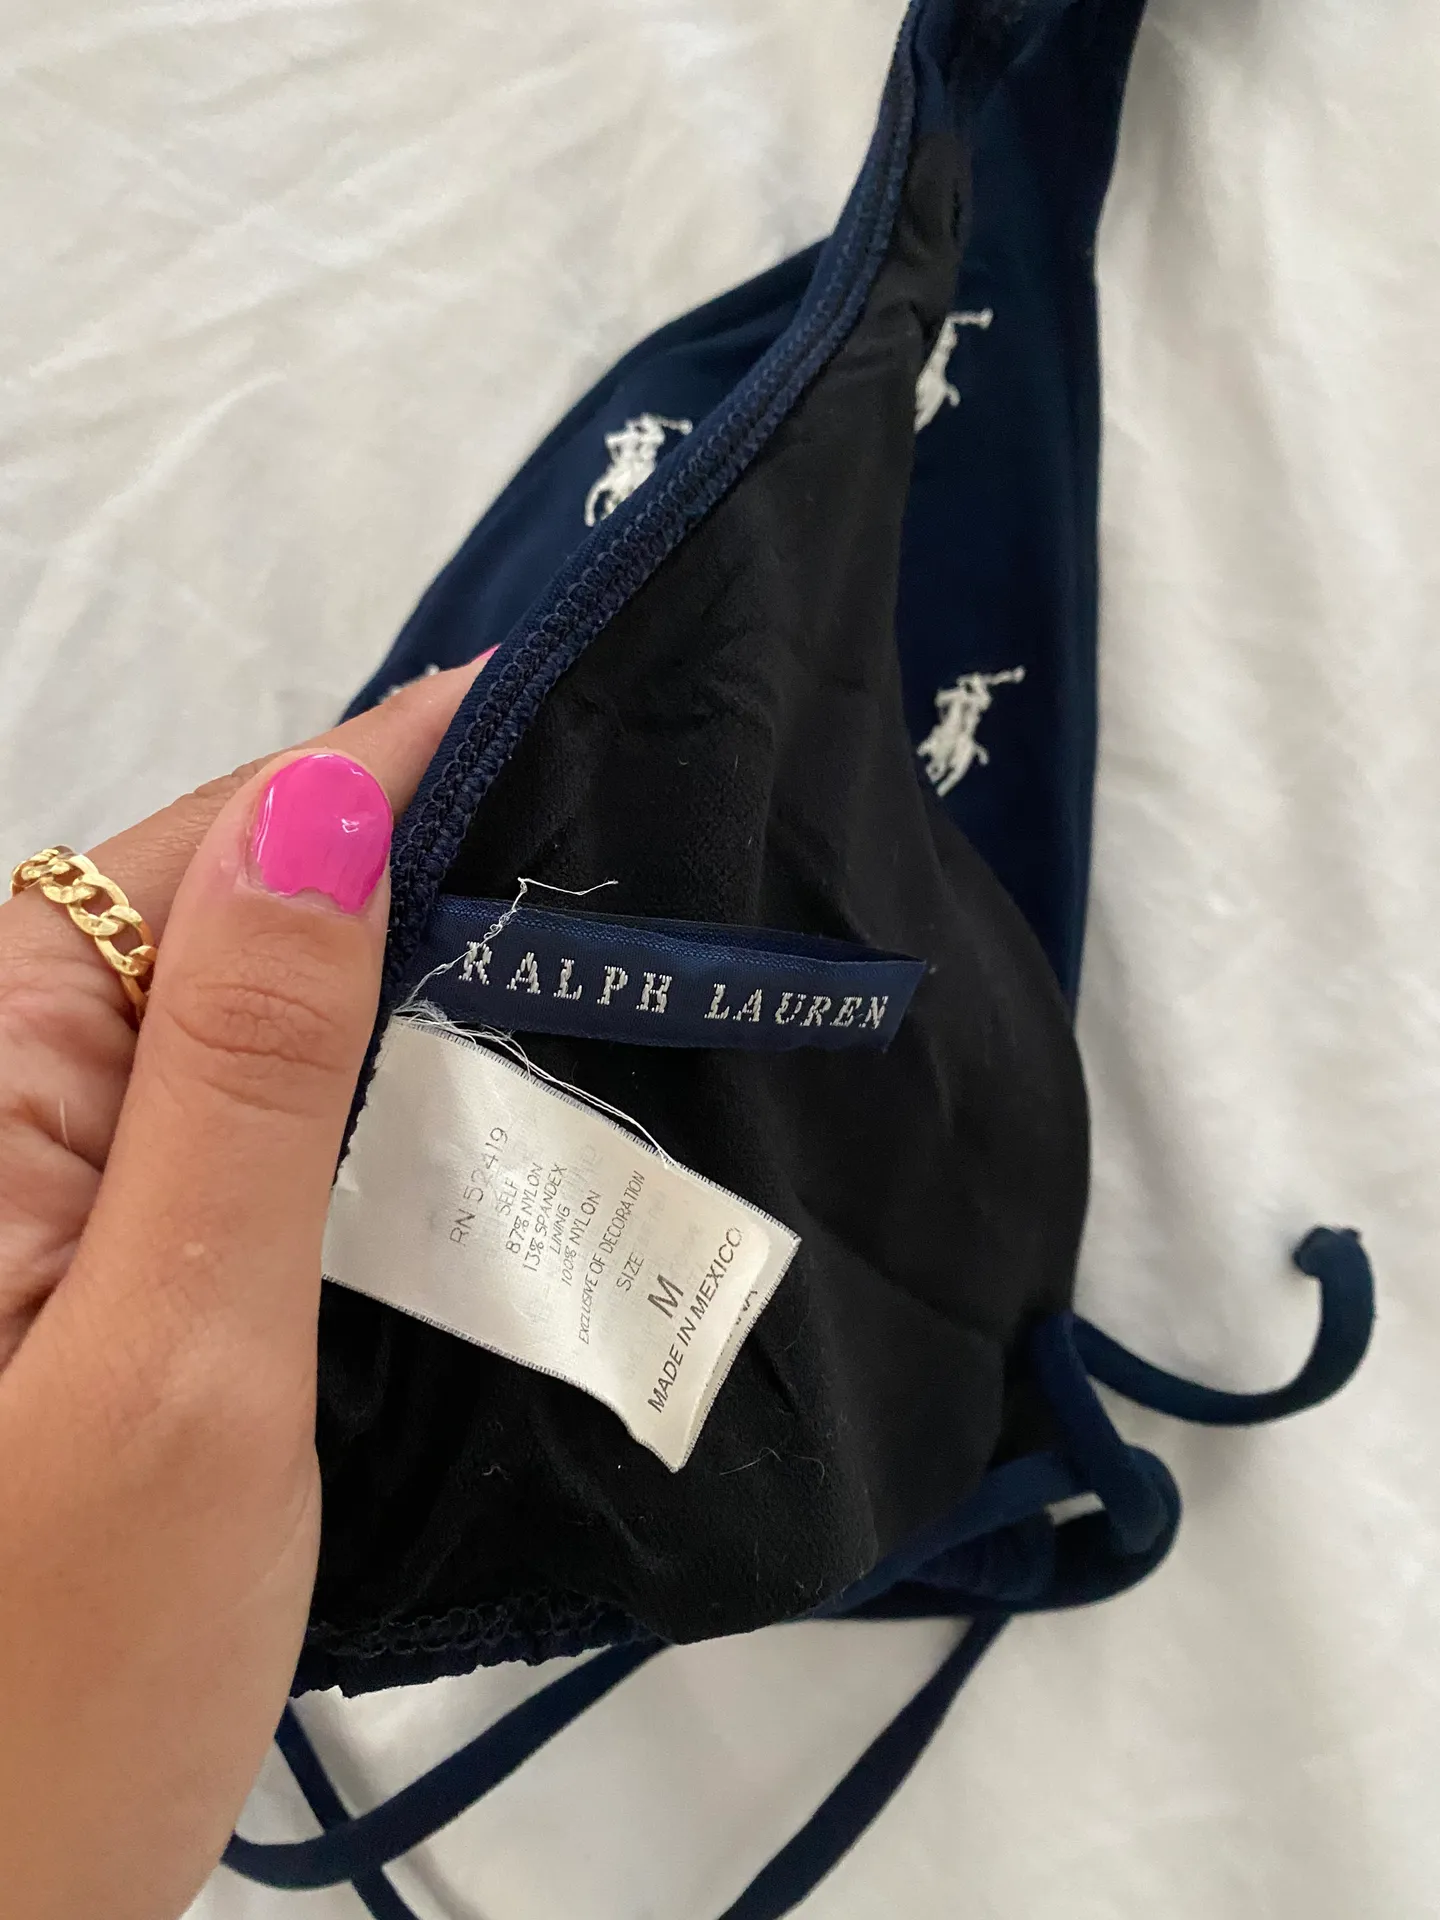 RALPH LAUREN
RN 52419
SELF
87% NYLON
13% SPANDEX
LINING
100% NYLON
EXCLUSIVE OF DECORATION
SIZE
M
MADE IN MEXICO